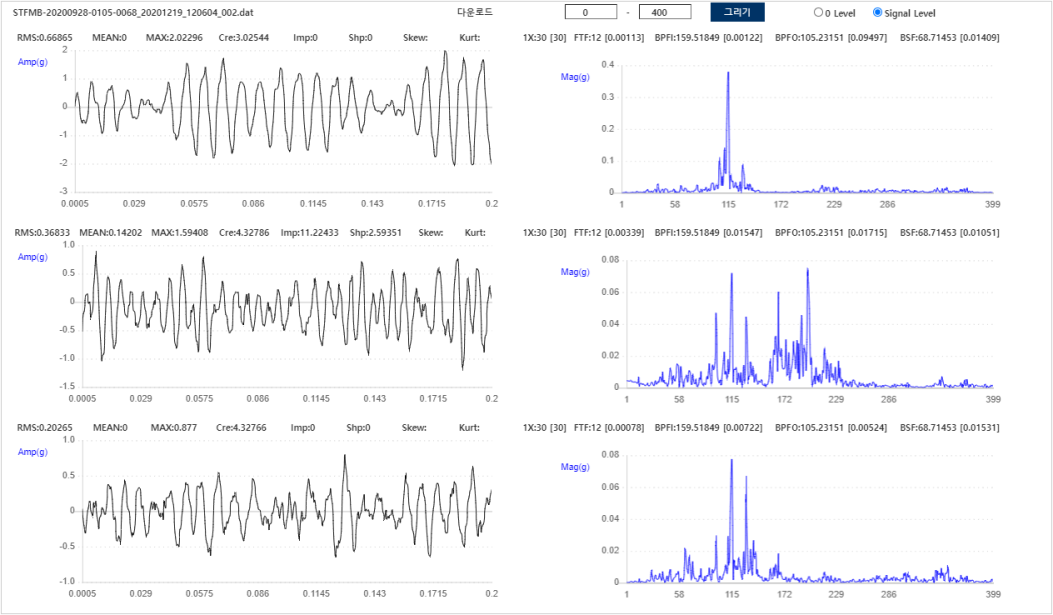 STFMB-20200928-0105-0068_20201219_120604_002.dat 다운로드 0 - 400 그리기 0 Level Signal Level
RMS:0.66865 MEAN:0 MAX:2.02296 Cre:3.02544 Imp:0 Shp:0 Skew: Kurt:
Amp(g)
2
1
0
-1
-2
-3
0.0005 0.029 0.0575 0.086 0.1145 0.143 0.1715 0.2
1X:30 [30] FTF:12 [0.00113] BPFI:159.51849 [0.00122] BPFO:105.23151 [0.09497] BSF:68.71453 [0.01409]
Mag(g)
0.4
0.3
0.2
0.1
0
1 58 115 172 229 286 399
RMS:0.36833 MEAN:0.14202 MAX:1.59408 Cre:4.32786 Imp:11.22433 Shp:2.59351 Skew: Kurt:
Amp(g)
1.0
0.5
0
-0.5
-1.0
-1.5
0.0005 0.029 0.0575 0.086 0.1145 0.143 0.1715 0.2
1X:30 [30] FTF:12 [0.00339] BPFI:159.51849 [0.01547] BPFO:105.23151 [0.01715] BSF:68.71453 [0.01051]
Mag(g)
0.08
0.06
0.04
0.02
0
1 58 115 172 229 286 399
RMS:0.20265 MEAN:0 MAX:0.877 Cre:4.32766 Imp:0 Shp:0 Skew: Kurt:
Amp(g)
1.0
0.5
0
-0.5
-1.0
0.0005 0.029 0.0575 0.086 0.1145 0.143 0.1715 0.2
1X:30 [30] FTF:12 [0.00078] BPFI:159.51849 [0.00722] BPFO:105.23151 [0.00524] BSF:68.71453 [0.01531]
Mag(g)
0.08
0.06
0.04
0.02
0
1 58 115 172 229 286 399